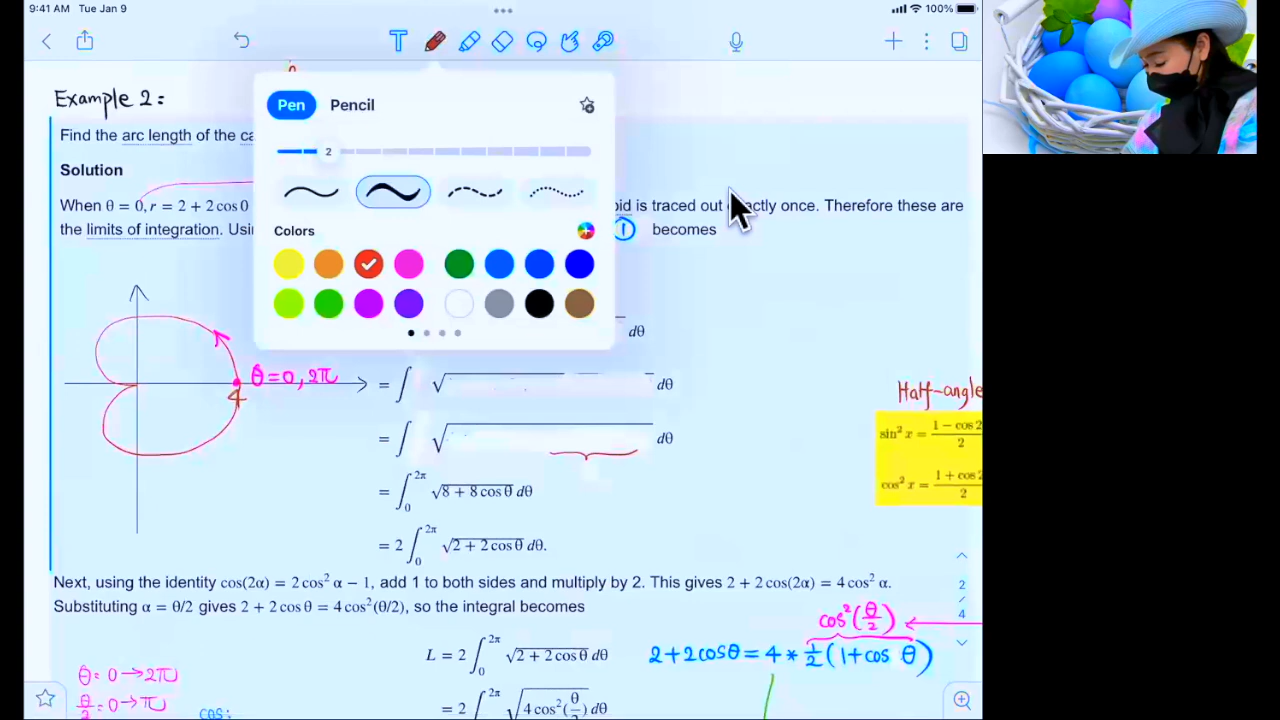 9:41 AM Tue Jan 9
100%
Example 2:
Pen Pencil
2
Find the arc length of the ca
Solution
When θ = 0, r = 2 + 2 cos 0 oid is traced out exactly once. Therefore these are
the limits of integration. Usi ① becomes
Colors
dθ
θ=0, 2π
4
= ∫ √ dθ
= ∫ √ dθ
Half-angle
sin² x = 1 − cos 2 / 2
cos² x = 1 + cos 2 / 2
= ∫₀^2π √8 + 8 cos θ dθ
= 2 ∫₀^2π √2 + 2 cos θ dθ.
2
/
4
Next, using the identity cos(2α) = 2 cos² α − 1, add 1 to both sides and multiply by 2. This gives 2 + 2 cos(2α) = 4 cos² α.
Substituting α = θ/2 gives 2 + 2 cos θ = 4 cos²(θ/2), so the integral becomes
cos²(θ/2)
L = 2 ∫₀^2π √2 + 2 cos θ dθ
2+2cosθ = 4 * 1/2 (1+cos θ)
θ = 0 → 2π
θ/2 = 0 → π
cos:
= 2 ∫^2π √4 cos²(θ/2) dθ